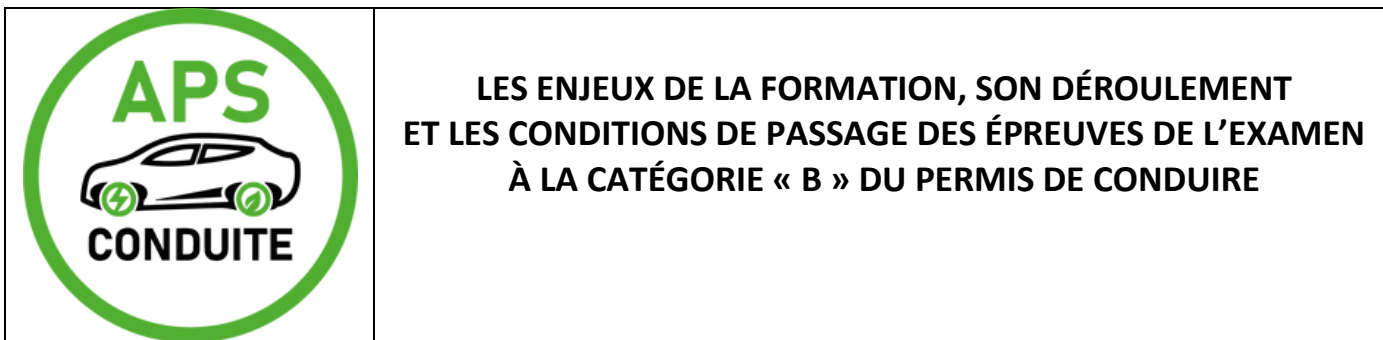 APS
CONDUITE
LES ENJEUX DE LA FORMATION, SON DÉROULEMENT
ET LES CONDITIONS DE PASSAGE DES ÉPREUVES DE L’EXAMEN
À LA CATÉGORIE « B » DU PERMIS DE CONDUIRE